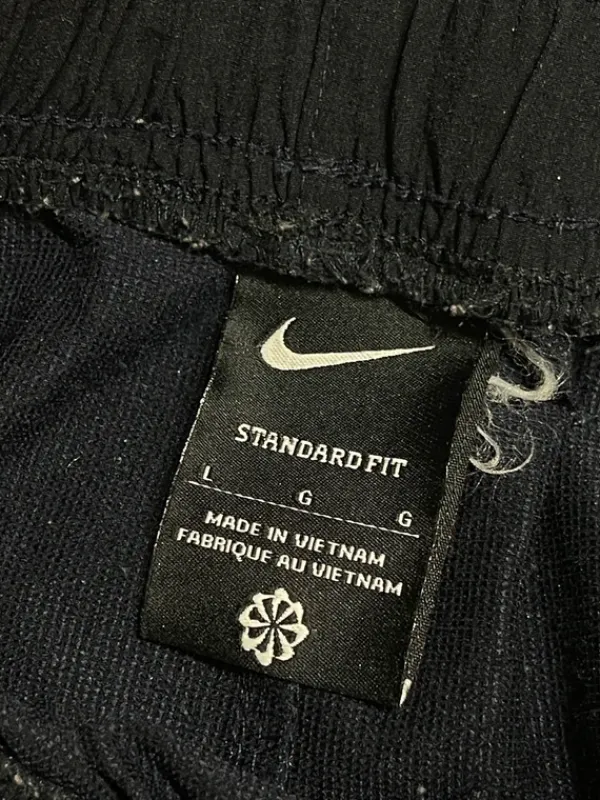 STANDARD FIT
L G G
MADE IN VIETNAM
FABRIQUE AU VIETNAM